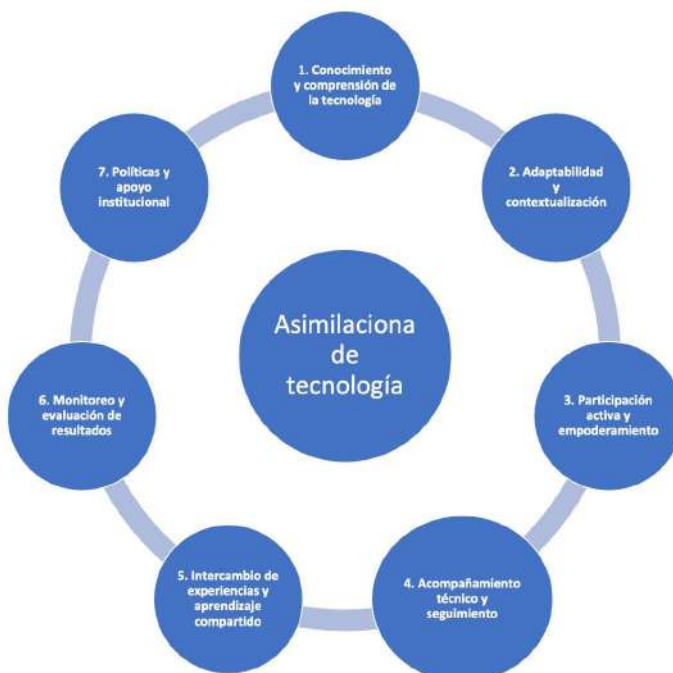 1. Conocimiento
y comprensión de
la tecnología
2. Adaptabilidad
y
contextualización
3. Participación
activa y
empoderamiento
4. Acompañamiento
técnico y
seguimiento
5. Intercambio de
experiencias y
aprendizaje
compartido
6. Monitoreo y
evaluación de
resultados
7. Políticas y
apoyo
institucional
Asimilaciona
de
tecnología